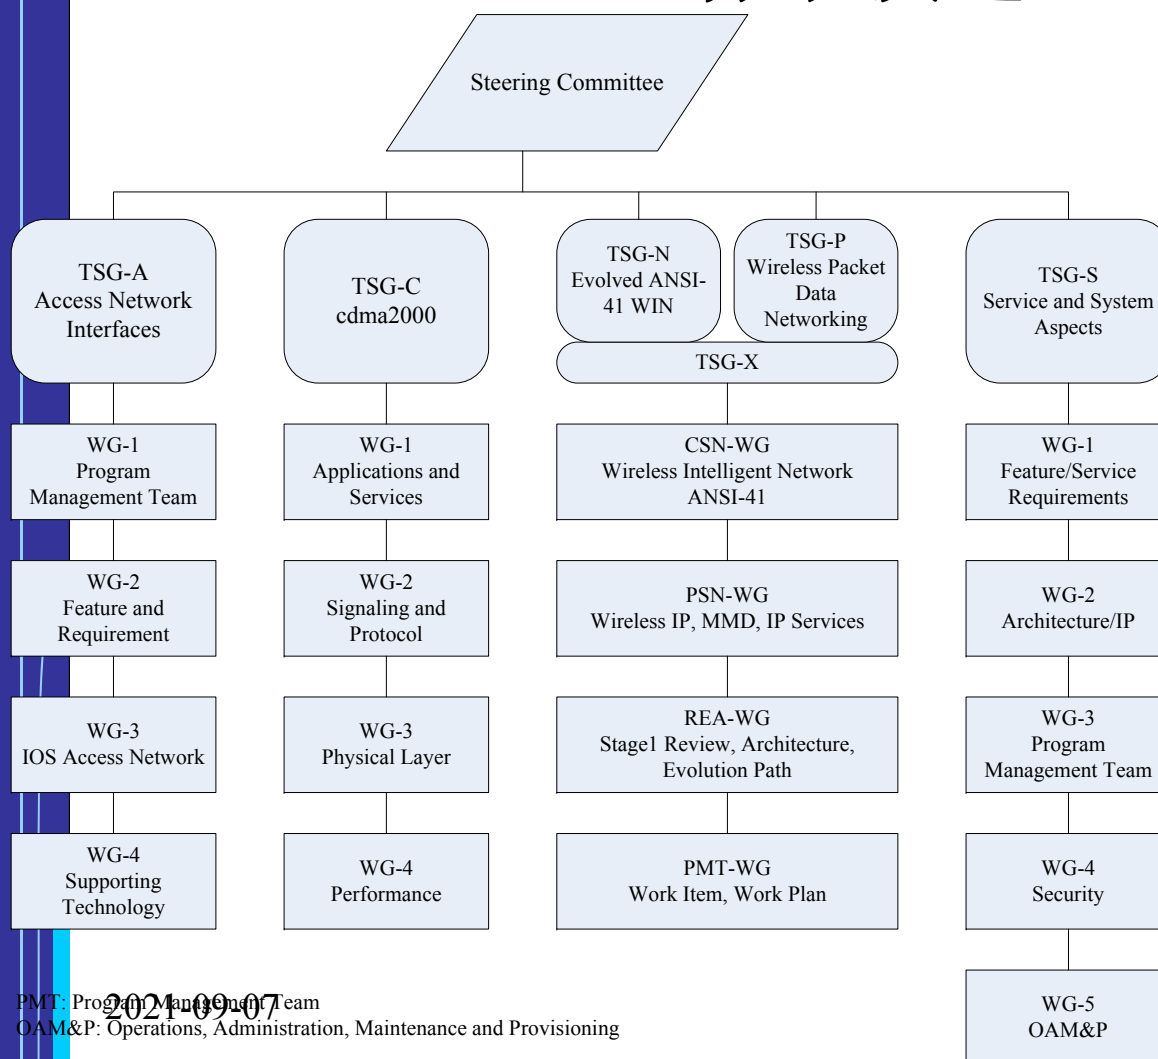 Steering Committee
TSG-A
Access Network
Interfaces
TSG-C
cdma2000
TSG-N
Evolved ANSI-
41 WIN
TSG-P
Wireless Packet
Data
Networking
TSG-X
TSG-S
Service and System
Aspects
WG-1
Program
Management Team
WG-2
Feature and
Requirement
WG-3
IOS Access Network
WG-4
Supporting
Technology
WG-1
Applications and
Services
WG-2
Signaling and
Protocol
WG-3
Physical Layer
WG-4
Performance
CSN-WG
Wireless Intelligent Network
ANSI-41
PSN-WG
Wireless IP, MMD, IP Services
REA-WG
Stage1 Review, Architecture,
Evolution Path
PMT-WG
Work Item, Work Plan
WG-1
Feature/Service
Requirements
WG-2
Architecture/IP
WG-3
Program
Management Team
WG-4
Security
WG-5
OAM&P
PMT: Program Management Team
2021-09-07
OAM&P: Operations, Administration, Maintenance and Provisioning